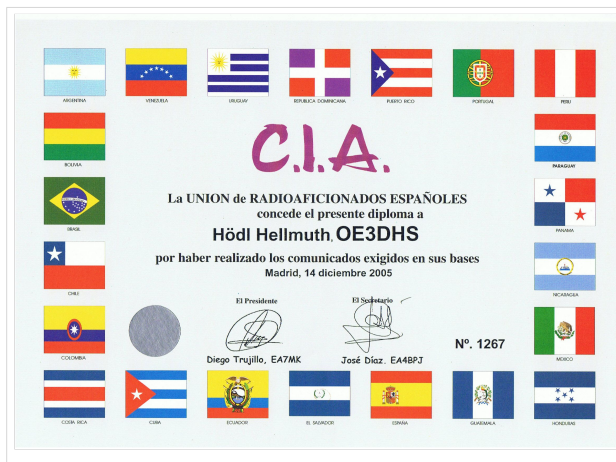 ARGENTINA
VENEZUELA
URUGUAY
REPUBLICA DOMINICANA
PUERTO RICO
PORTUGAL
PERU
C.I.A.
BOLIVIA
PARAGUAY
La UNION de RADIOAFICIONADOS ESPAÑOLES
concede el presente diploma a
BRASIL
PANAMA
Hödl Hellmuth, OE3DHS
por haber realizado los comunicados exigidos en sus bases
Madrid, 14 diciembre 2005
CHILE
NICARAGUA
El Presidente
El Secretario
Nº. 1267
COLOMBIA
MEXICO
Diego Trujillo, EA7MK
José Díaz. EA4BPJ
COSTA RICA
CUBA
ECUADOR
EL SALVADOR
ESPAÑA
GUATEMALA
HONDURAS